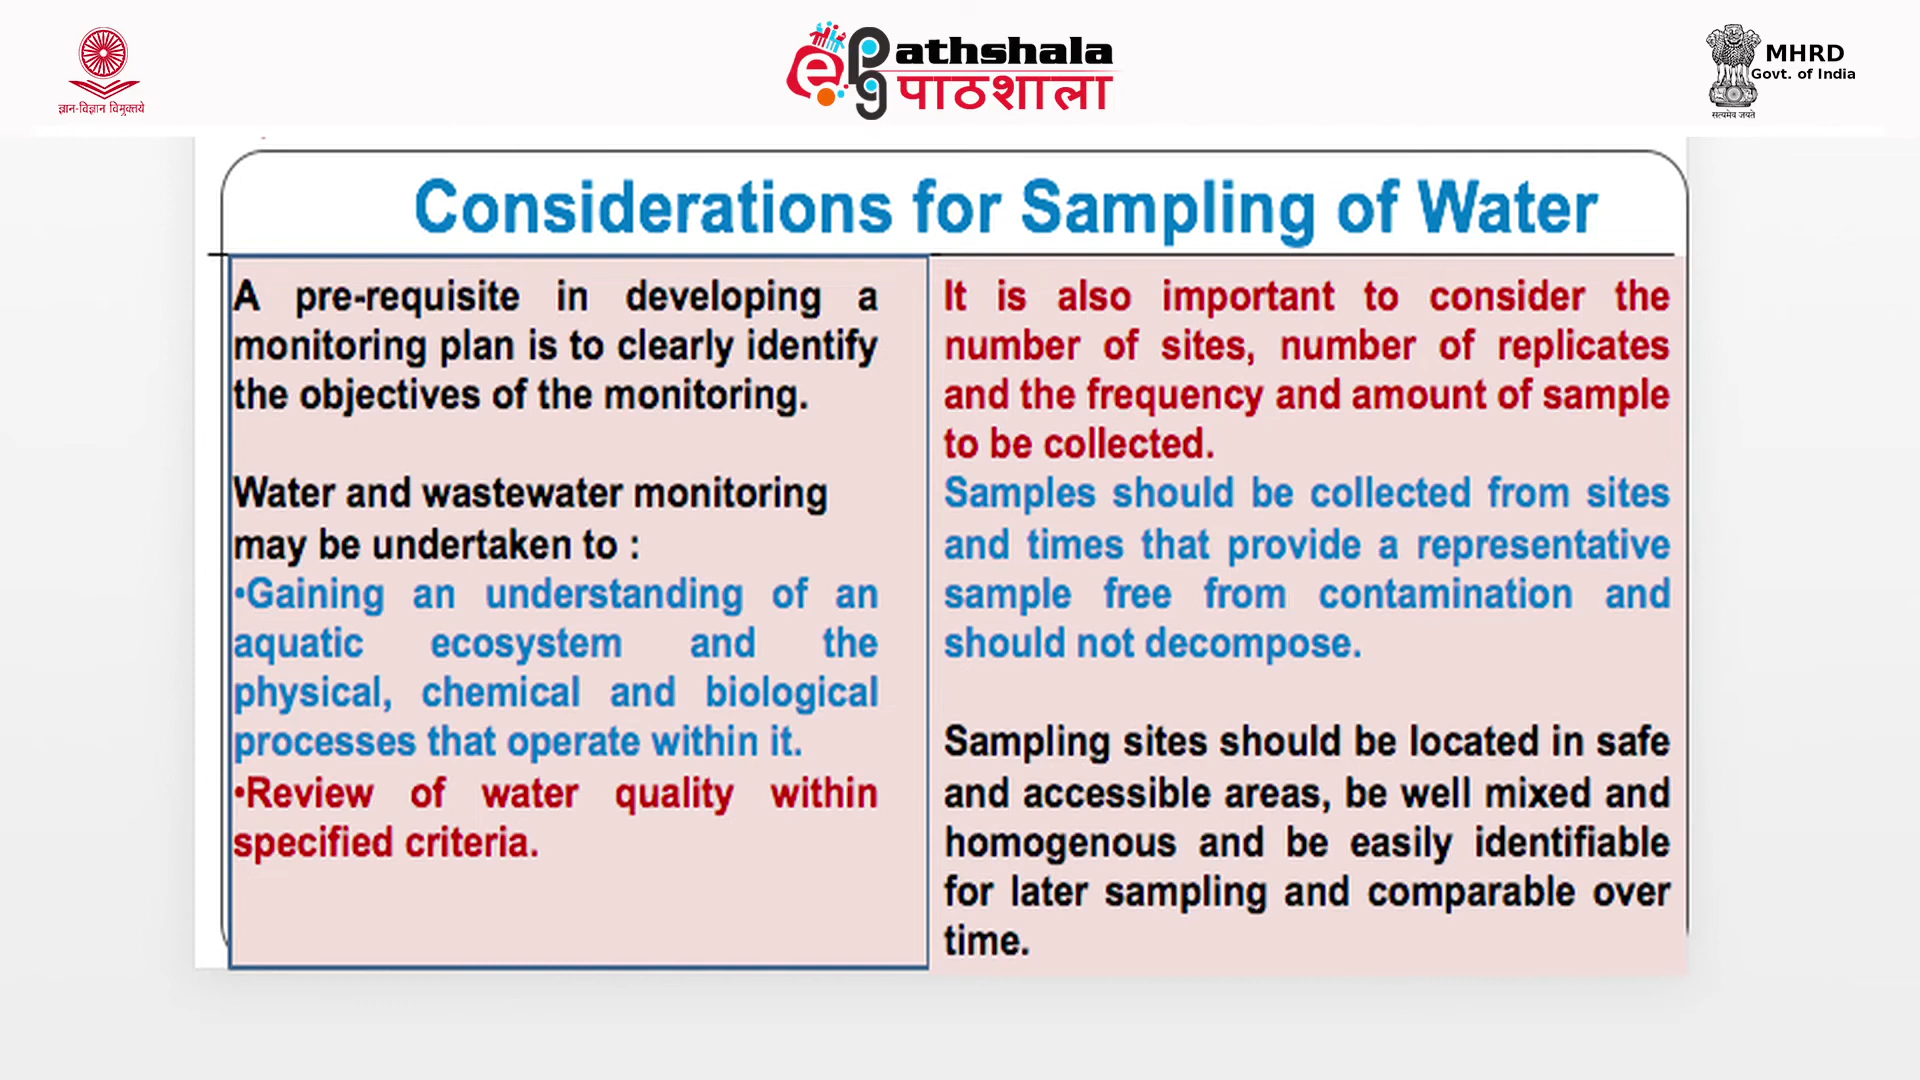 ज्ञान-विज्ञान विमुक्तये
e
pg
athshala
पाठशाला
MHRD
Govt. of India
सत्यमेव जयते
Considerations for Sampling of Water
A pre-requisite in developing a
monitoring plan is to clearly identify
the objectives of the monitoring.
Water and wastewater monitoring
may be undertaken to :
•Gaining an understanding of an
aquatic ecosystem and the
physical, chemical and biological
processes that operate within it.
•Review of water quality within
specified criteria.
It is also important to consider the
number of sites, number of replicates
and the frequency and amount of sample
to be collected.
Samples should be collected from sites
and times that provide a representative
sample free from contamination and
should not decompose.
Sampling sites should be located in safe
and accessible areas, be well mixed and
homogenous and be easily identifiable
for later sampling and comparable over
time.